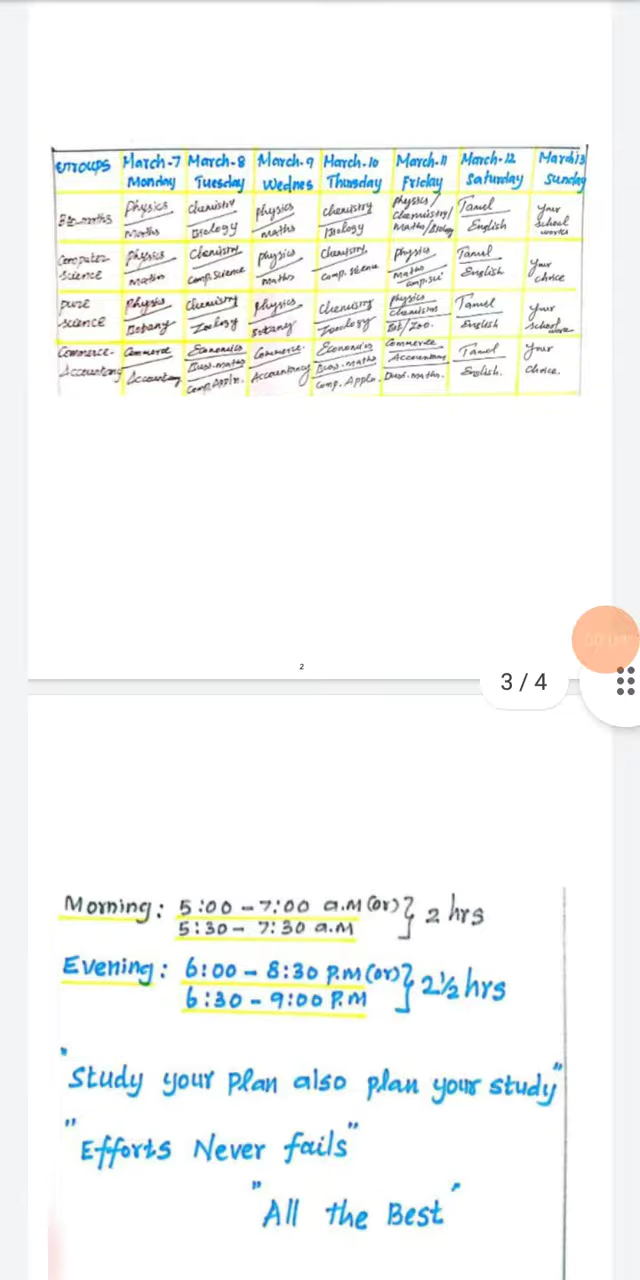 Groups March-7 March-8 March-9 March-10 March-11 March-12 March 13
Monday Tuesday Wednes Thursday Friday Saturday Sunday
Bio-maths Physics Chemistry Physics Chemistry Physics/ Tamil Your
Maths Biology Maths Biology Chemistry/ English school
Maths/Biology works
Computer Physics Chemistry Physics Chemistry Physics Tamil Your
Science Maths Comp. Science Maths Comp. Science Maths English choice
Comp. Sci
Pure Physics Chemistry Physics Chemistry Physics Tamil Your
Science Botany Zoology Botany Zoology Chemistry English school
Bot/Zoo. work
Commerce- Commerce Economics Commerce. Economics Commerce Tamil Your
Accountancy Accountancy Busi-maths Accountancy Busi-maths Accountancy English. choice.
Comp. Appln. Comp. Appln. Busi-maths.
00:04
2
3 / 4
Morning: 5:00 - 7:00 a.M (or) } 2 hrs
5:30 - 7:30 a.M
Evening: 6:00 - 8:30 P.M (or) } 2½ hrs
6:30 - 9:00 P.M
"Study your plan also plan your study"
"Efforts Never fails"
"All the Best"